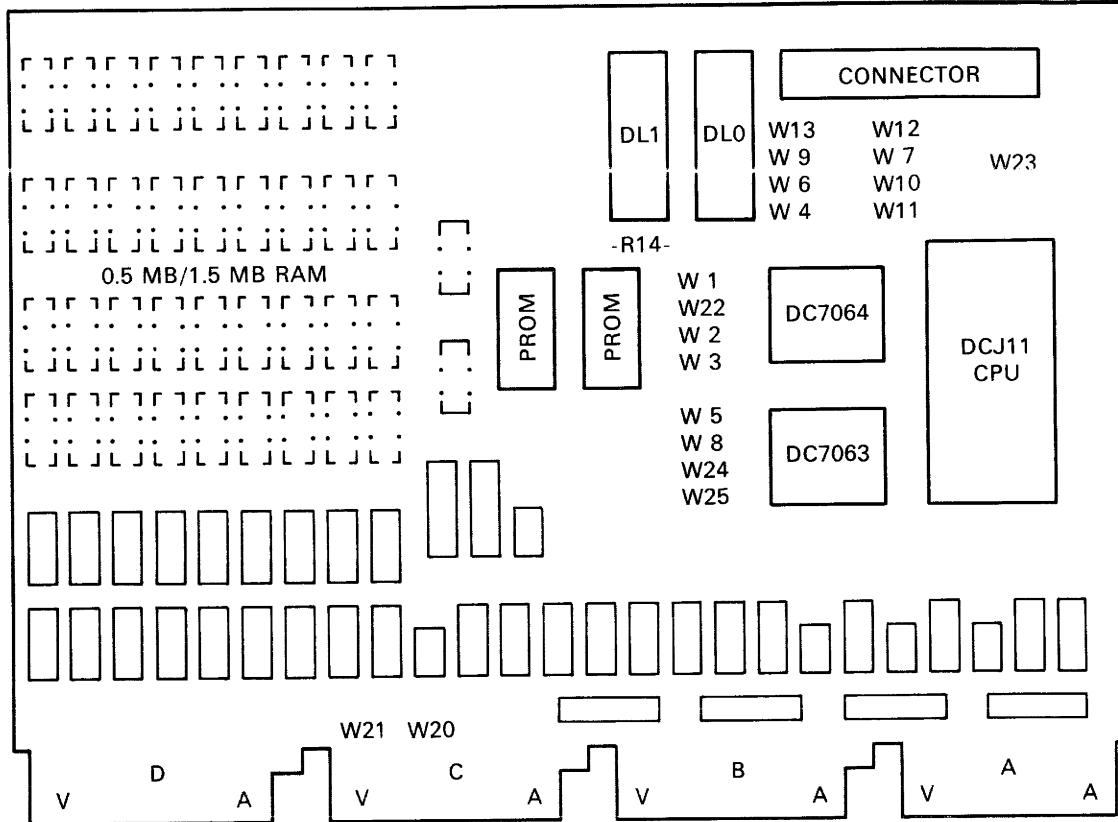 CONNECTOR
DL1
DL0
W13 W12
W 9 W 7
W 6 W10
W 4 W11
W23
-R14-
0.5 MB/1.5 MB RAM
PROM
PROM
W 1
W22
W 2
W 3
DC7064
DCJ11
CPU
W 5
W 8
W24
W25
DC7063
W21 W20
D C B A
V A V A V A V A